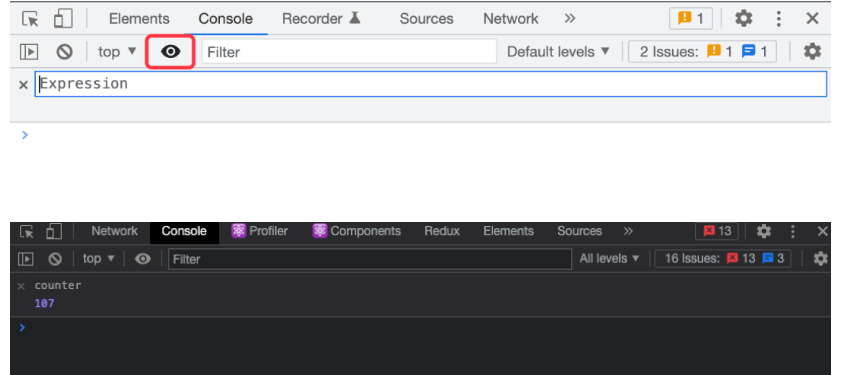 Elements Console Recorder Sources Network » 1
top ▼ Filter Default levels ▼ 2 Issues: 1 1
× Expression
>
Network Console Profiler Components Redux Elements Sources » 13
top ▼ Filter All levels ▼ 16 Issues: 13 3
× counter
107
>